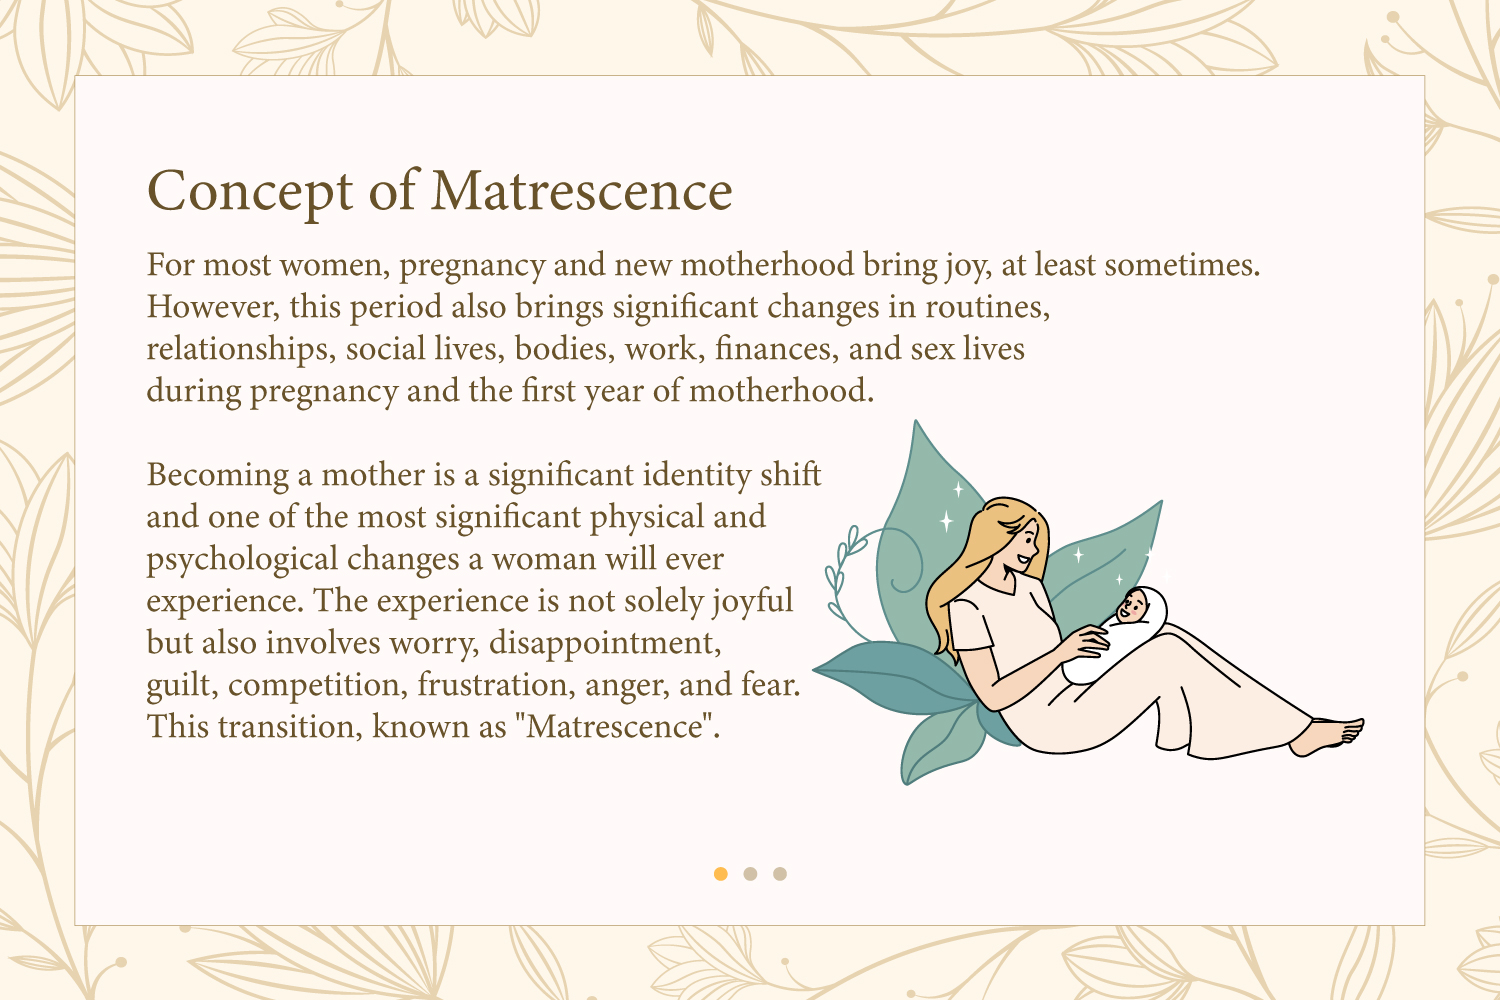 Concept of Matrescence
For most women, pregnancy and new motherhood bring joy, at least sometimes.
However, this period also brings significant changes in routines,
relationships, social lives, bodies, work, finances, and sex lives
during pregnancy and the first year of motherhood.
Becoming a mother is a significant identity shift
and one of the most significant physical and
psychological changes a woman will ever
experience. The experience is not solely joyful
but also involves worry, disappointment,
guilt, competition, frustration, anger, and fear.
This transition, known as "Matrescence".